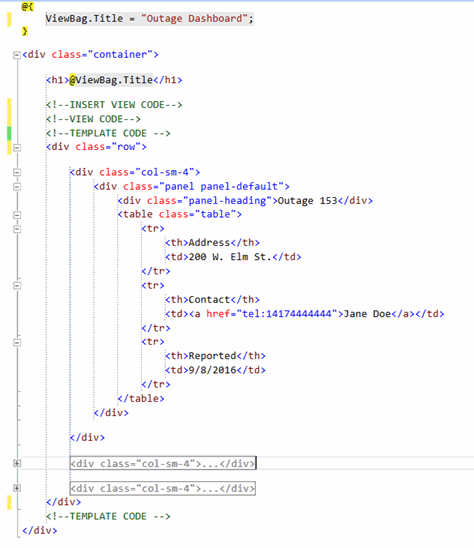 @{
    ViewBag.Title = "Outage Dashboard";
}
<div class="container">
    <h1>@ViewBag.Title</h1>
    <!--INSERT VIEW CODE-->
    <!--VIEW CODE-->
    <!--TEMPLATE CODE -->
    <div class="row">
        <div class="col-sm-4">
            <div class="panel panel-default">
                <div class="panel-heading">Outage 153</div>
                <table class="table">
                    <tr>
                        <th>Address</th>
                        <td>200 W. Elm St.</td>
                    </tr>
                    <tr>
                        <th>Contact</th>
                        <td><a href="tel:14174444444">Jane Doe</a></td>
                    </tr>
                    <tr>
                        <th>Reported</th>
                        <td>9/8/2016</td>
                    </tr>
                </table>
            </div>
        </div>
        <div class="col-sm-4">...</div>
        <div class="col-sm-4">...</div>
    </div>
    <!--TEMPLATE CODE -->
</div>